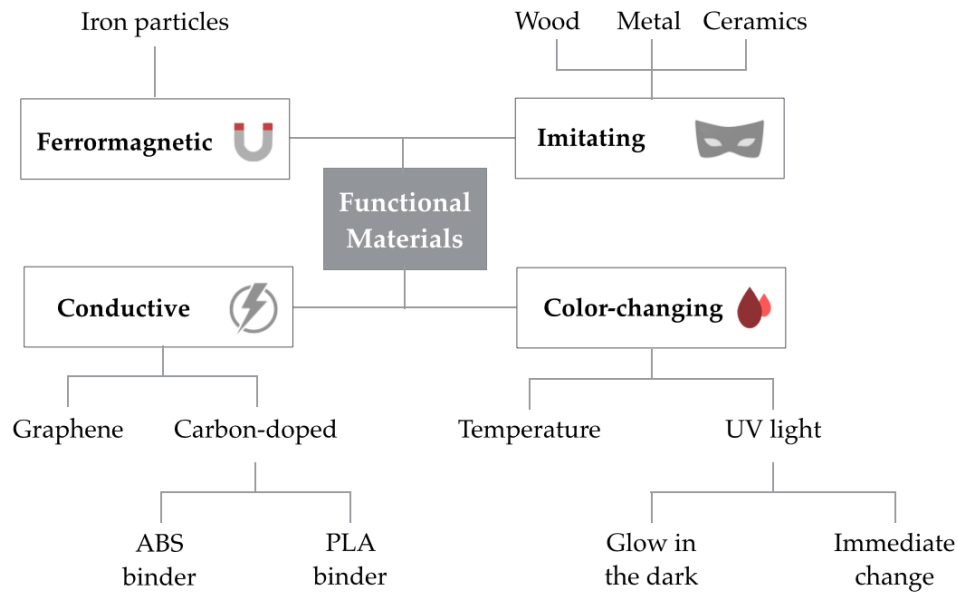 Iron particles
Wood Metal Ceramics
Ferrormagnetic
Imitating
Functional
Materials
Conductive
Color-changing
Graphene
Carbon-doped
Temperature
UV light
ABS
binder
PLA
binder
Glow in
the dark
Immediate
change